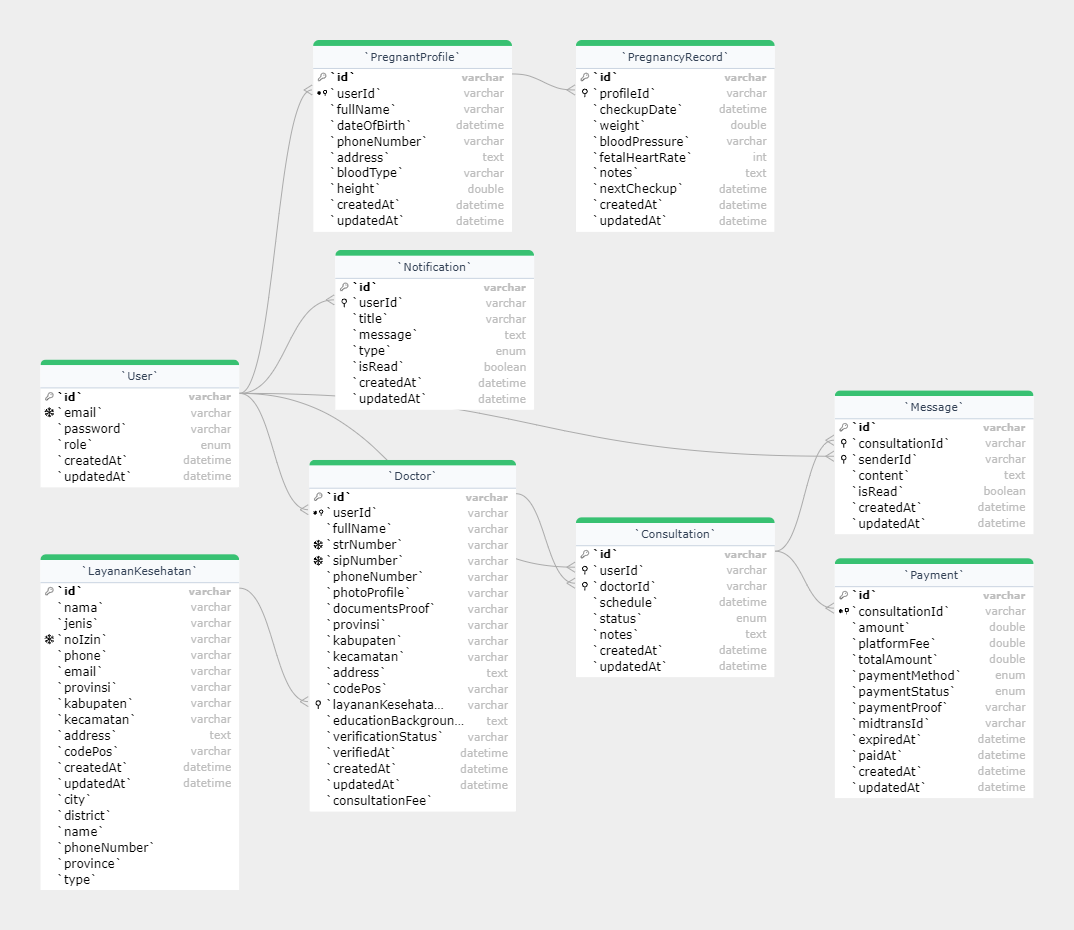 `PregnantProfile`
`id` varchar
`userId` varchar
`fullName` varchar
`dateOfBirth` datetime
`phoneNumber` varchar
`address` text
`bloodType` varchar
`height` double
`createdAt` datetime
`updatedAt` datetime
`PregnancyRecord`
`id` varchar
`profileId` varchar
`checkupDate` datetime
`weight` double
`bloodPressure` varchar
`fetalHeartRate` int
`notes` text
`nextCheckup` datetime
`createdAt` datetime
`updatedAt` datetime
`Notification`
`id` varchar
`userId` varchar
`title` varchar
`message` text
`type` enum
`isRead` boolean
`createdAt` datetime
`updatedAt` datetime
`User`
`id` varchar
`email` varchar
`password` varchar
`role` enum
`createdAt` datetime
`updatedAt` datetime
`Message`
`id` varchar
`consultationId` varchar
`senderId` varchar
`content` text
`isRead` boolean
`createdAt` datetime
`updatedAt` datetime
`Doctor`
`id` varchar
`userId` varchar
`fullName` varchar
`strNumber` varchar
`sipNumber` varchar
`phoneNumber` varchar
`photoProfile` varchar
`documentsProof` varchar
`provinsi` varchar
`kabupaten` varchar
`kecamatan` varchar
`address` text
`codePos` varchar
`layananKesehata... varchar
`educationBackgroun... text
`verificationStatus` varchar
`verifiedAt` datetime
`createdAt` datetime
`updatedAt` datetime
`consultationFee`
`Consultation`
`id` varchar
`userId` varchar
`doctorId` varchar
`schedule` datetime
`status` enum
`notes` text
`createdAt` datetime
`updatedAt` datetime
`LayananKesehatan`
`id` varchar
`nama` varchar
`jenis` varchar
`noIzin` varchar
`phone` varchar
`email` varchar
`provinsi` varchar
`kabupaten` varchar
`kecamatan` varchar
`address` text
`codePos` varchar
`createdAt` datetime
`updatedAt` datetime
`city`
`district`
`name`
`phoneNumber`
`province`
`type`
`Payment`
`id` varchar
`consultationId` varchar
`amount` double
`platformFee` double
`totalAmount` double
`paymentMethod` enum
`paymentStatus` enum
`paymentProof` varchar
`midtransId` varchar
`expiredAt` datetime
`paidAt` datetime
`createdAt` datetime
`updatedAt` datetime